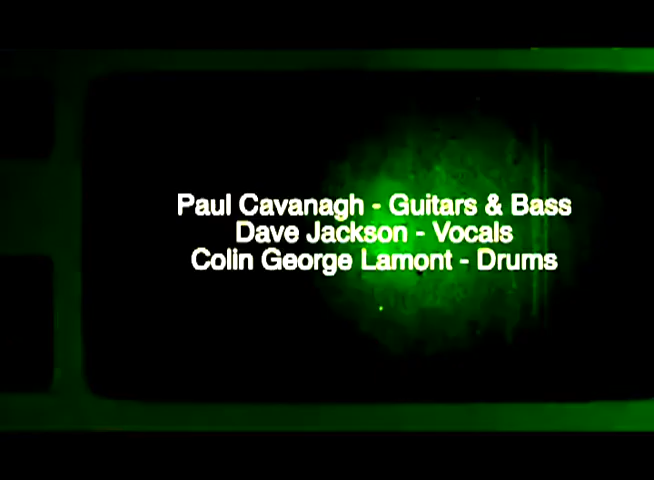 Paul Cavanagh - Guitars & Bass
Dave Jackson - Vocals
Colin George Lamont - Drums